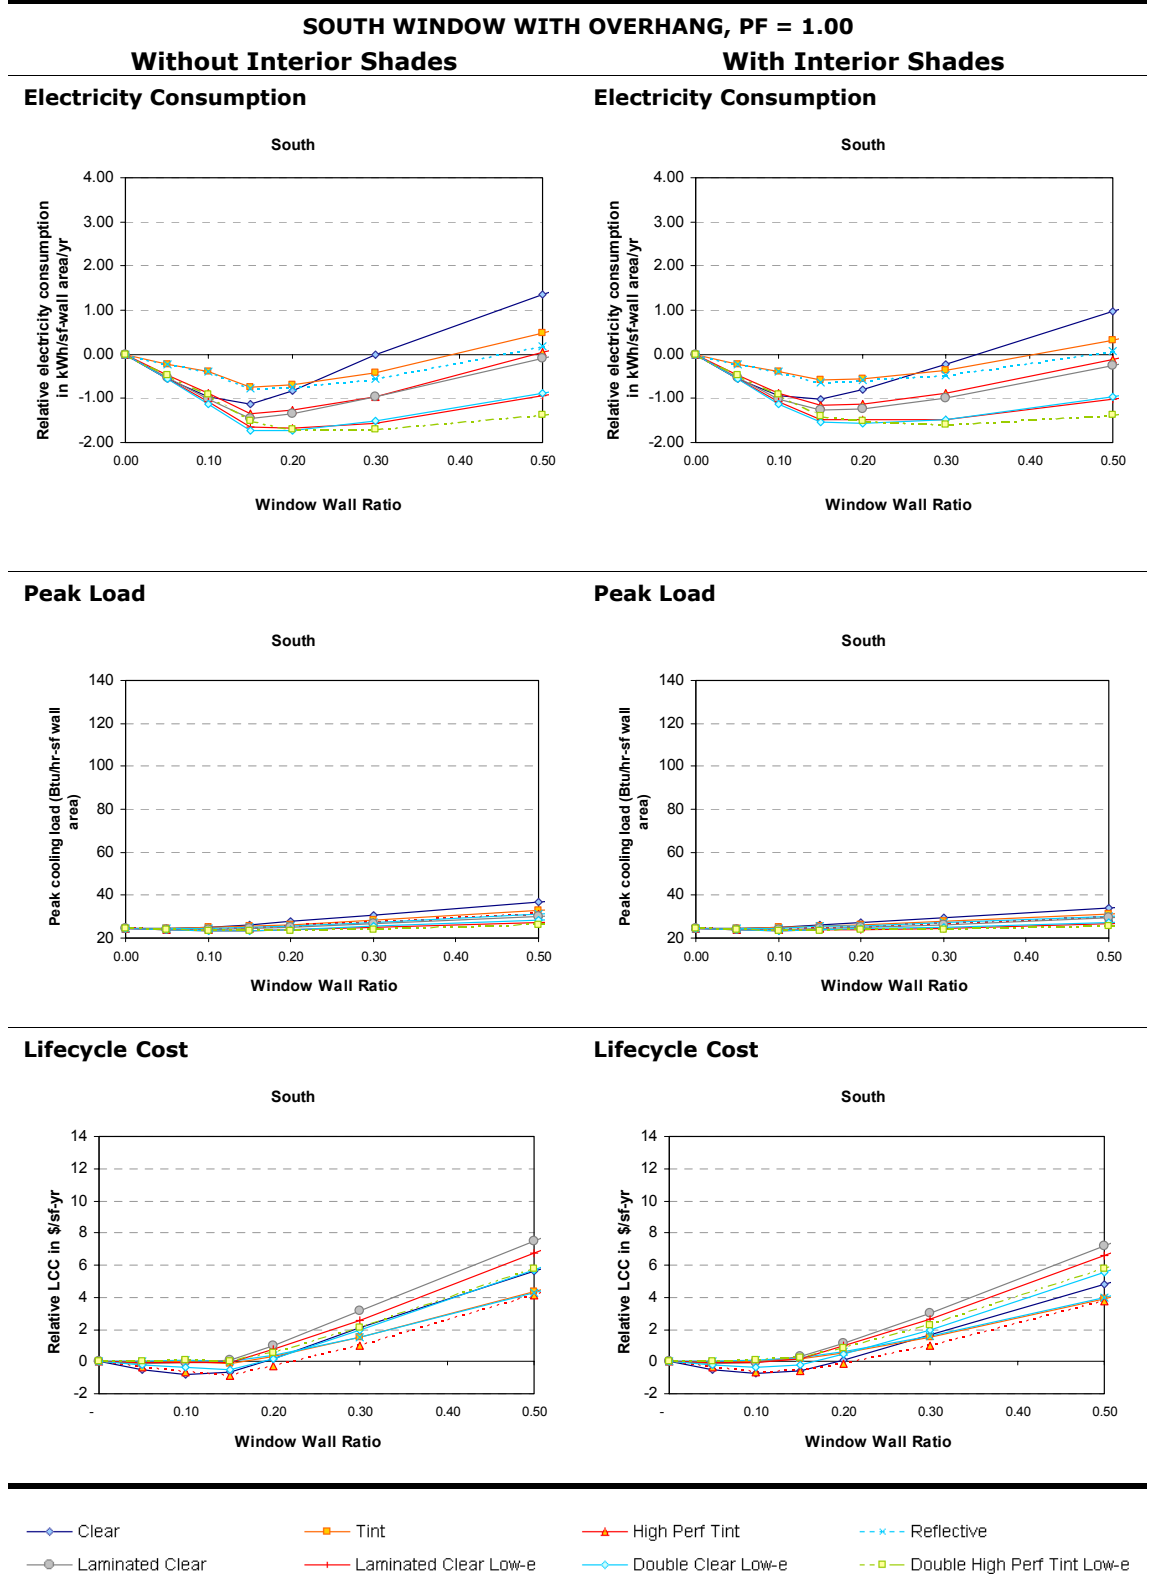 SOUTH WINDOW WITH OVERHANG, PF = 1.00
Without Interior Shades
With Interior Shades
Electricity Consumption
Electricity Consumption
South
Relative electricity consumption
in kWh/sf-wall area/yr
4.00
3.00
2.00
1.00
0.00
-1.00
-2.00
0.00 0.10 0.20 0.30 0.40 0.50
Window Wall Ratio
South
Relative electricity consumption
in kWh/sf-wall area/yr
4.00
3.00
2.00
1.00
0.00
-1.00
-2.00
0.00 0.10 0.20 0.30 0.40 0.50
Window Wall Ratio
Peak Load
Peak Load
South
Peak cooling load (Btu/hr-sf wall
area)
140
120
100
80
60
40
20
0.00 0.10 0.20 0.30 0.40 0.50
Window Wall Ratio
South
Peak cooling load (Btu/hr-sf wall
area)
140
120
100
80
60
40
20
0.00 0.10 0.20 0.30 0.40 0.50
Window Wall Ratio
Lifecycle Cost
Lifecycle Cost
South
Relative LCC in $/sf-yr
14
12
10
8
6
4
2
0
-2
- 0.10 0.20 0.30 0.40 0.50
Window Wall Ratio
South
Relative LCC in $/sf-yr
14
12
10
8
6
4
2
0
-2
- 0.10 0.20 0.30 0.40 0.50
Window Wall Ratio
Clear Tint High Perf Tint Reflective
Laminated Clear Laminated Clear Low-e Double Clear Low-e Double High Perf Tint Low-e